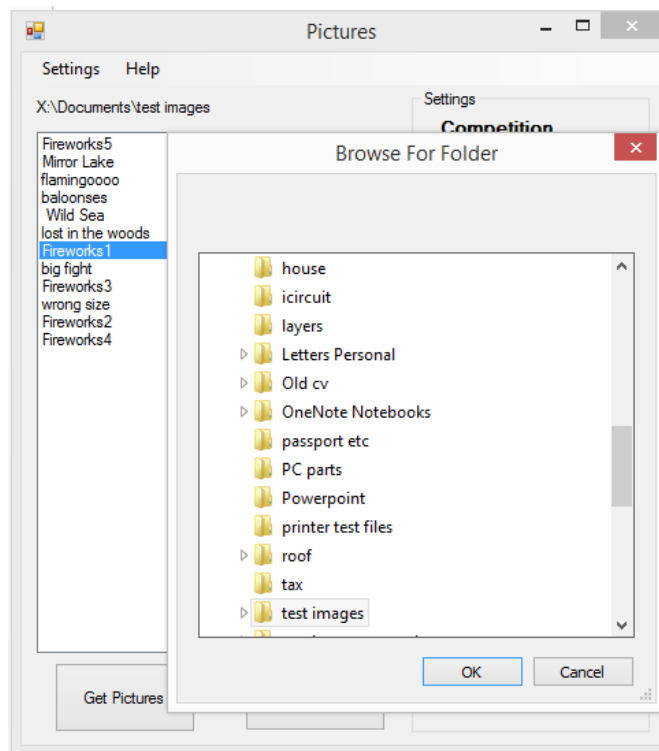 Pictures
Settings Help
X:\Documents\test images
Settings
Competition
Fireworks5
Mirror Lake
flamingoooo
baloonses
Wild Sea
lost in the woods
Fireworks1
big fight
Fireworks3
wrong size
Fireworks2
Fireworks4
Browse For Folder
house
icircuit
layers
Letters Personal
Old cv
OneNote Notebooks
passport etc
PC parts
Powerpoint
printer test files
roof
tax
test images
OK Cancel
Get Pictures